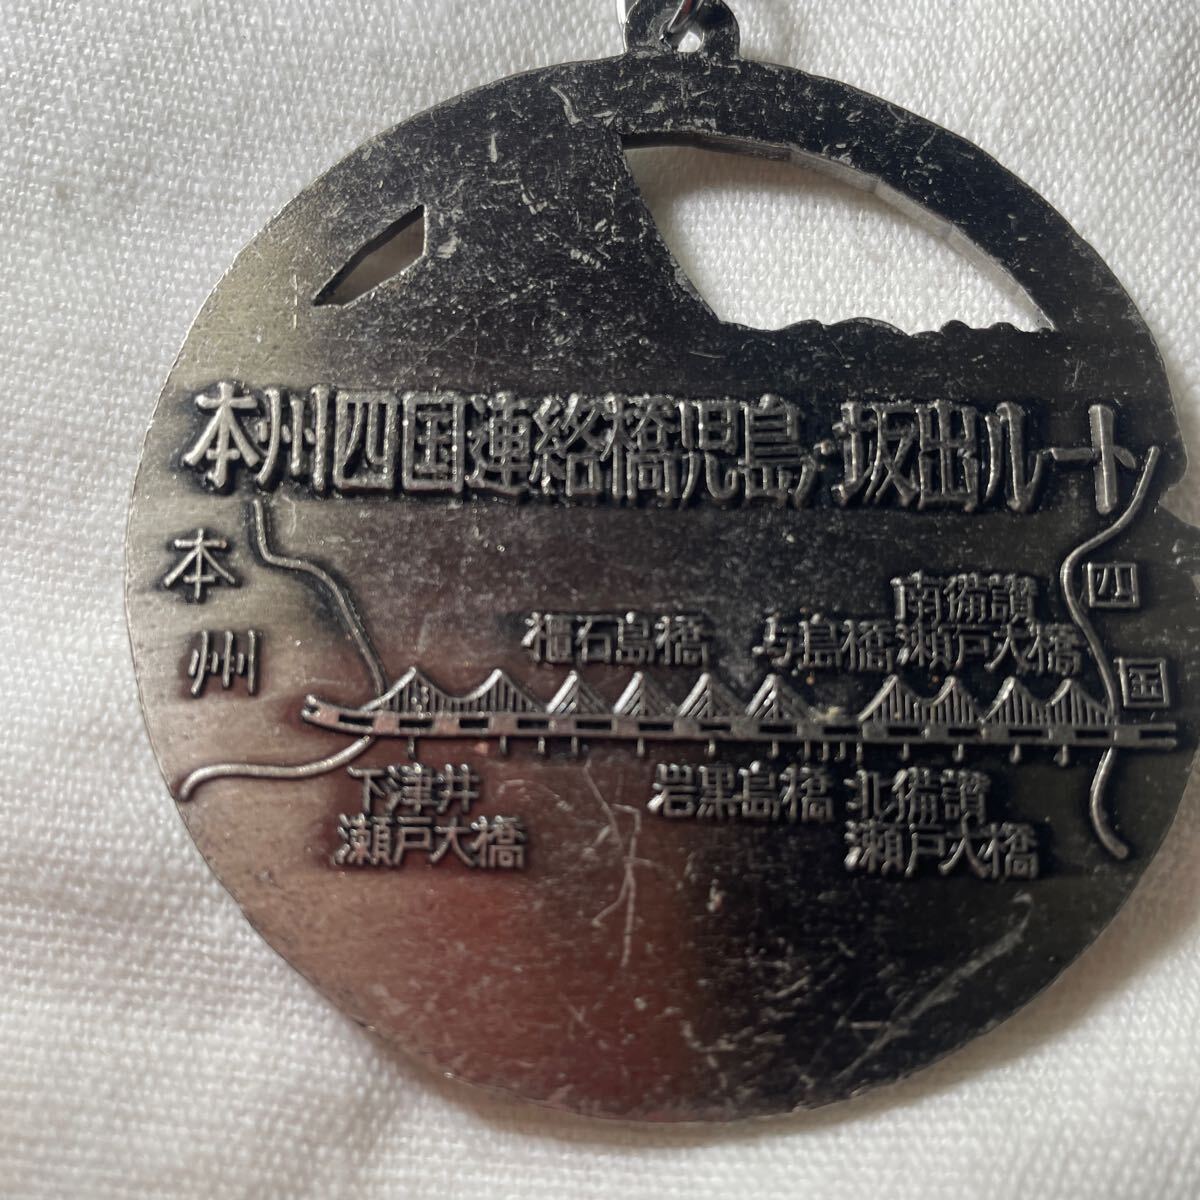 本州四国連絡橋児島・坂出ルート
本州
四国
櫃石島橋
与島橋
南備讃
瀬戸大橋
下津井
瀬戸大橋
岩黒島橋
北備讃
瀬戸大橋